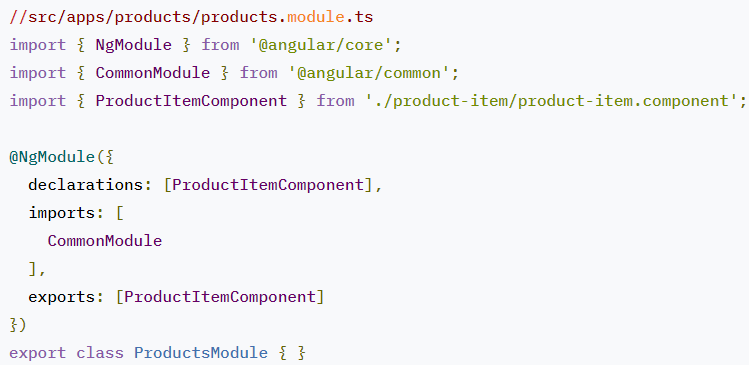 //src/apps/products/products.module.ts
import { NgModule } from '@angular/core';
import { CommonModule } from '@angular/common';
import { ProductItemComponent } from './product-item/product-item.component';

@NgModule({
  declarations: [ProductItemComponent],
  imports: [
    CommonModule
  ],
  exports: [ProductItemComponent]
})
export class ProductsModule { }